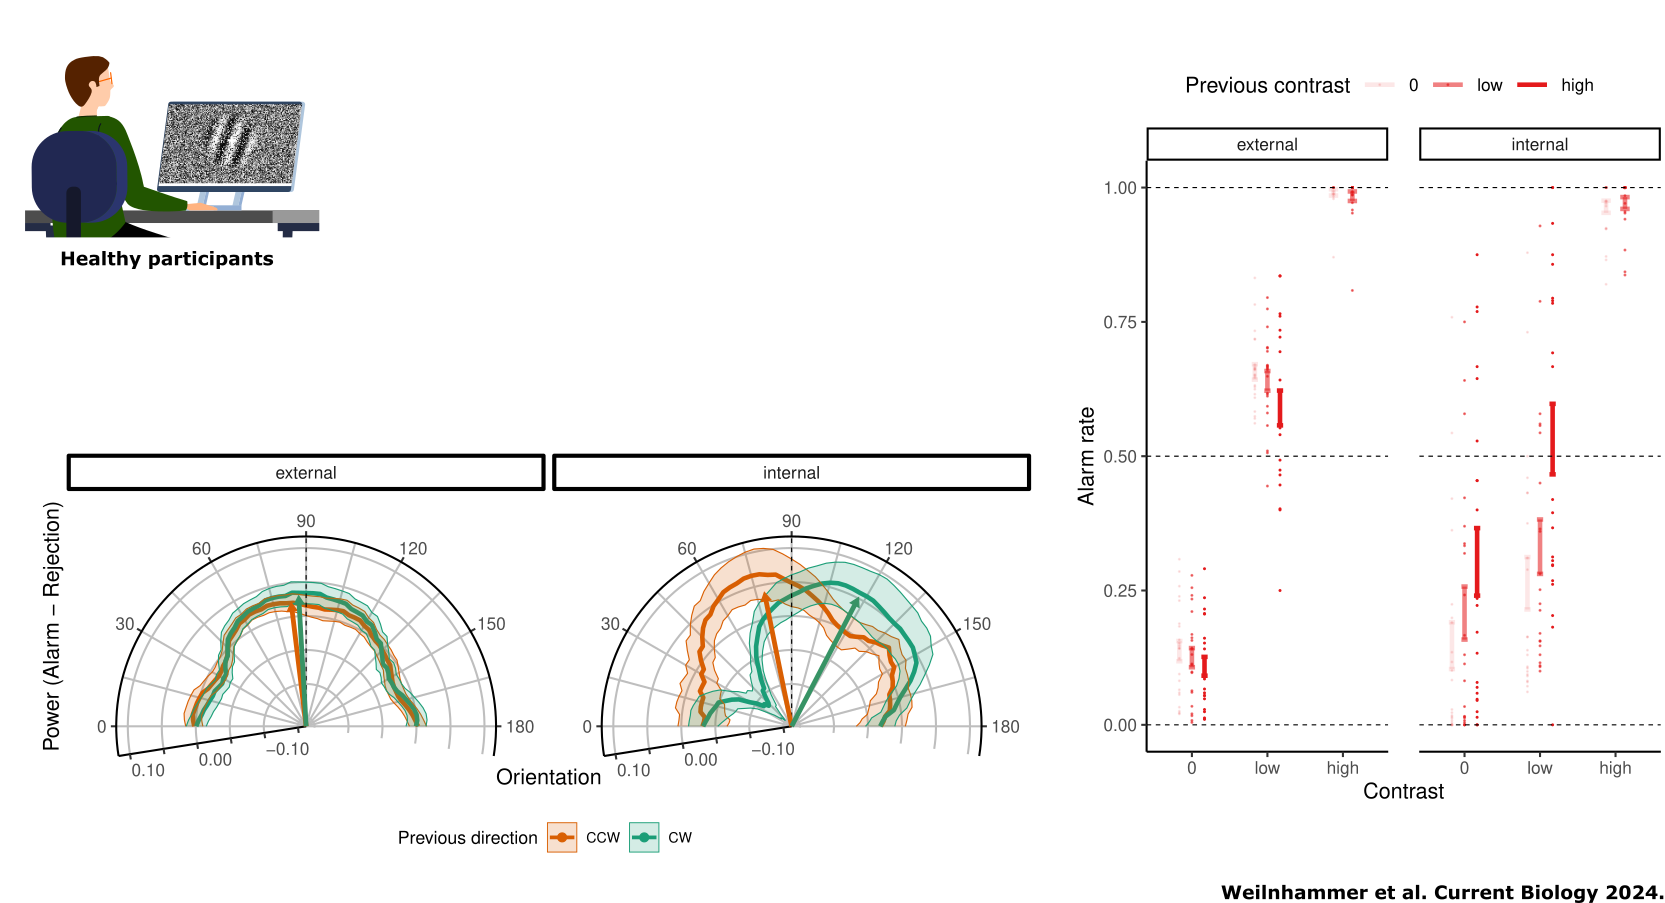 Healthy participants
Previous contrast 0 low high
external internal
1.00
0.75
0.50
0.25
0.00
Alarm rate
0 low high 0 low high
Contrast
external internal
Power (Alarm − Rejection)
90 90
60 120 60 120
30 150 30 150
0 180 0 180
0.10 0.00 −0.10 0.10 0.00 −0.10
Orientation
Previous direction CCW CW
Weilnhammer et al. Current Biology 2024.